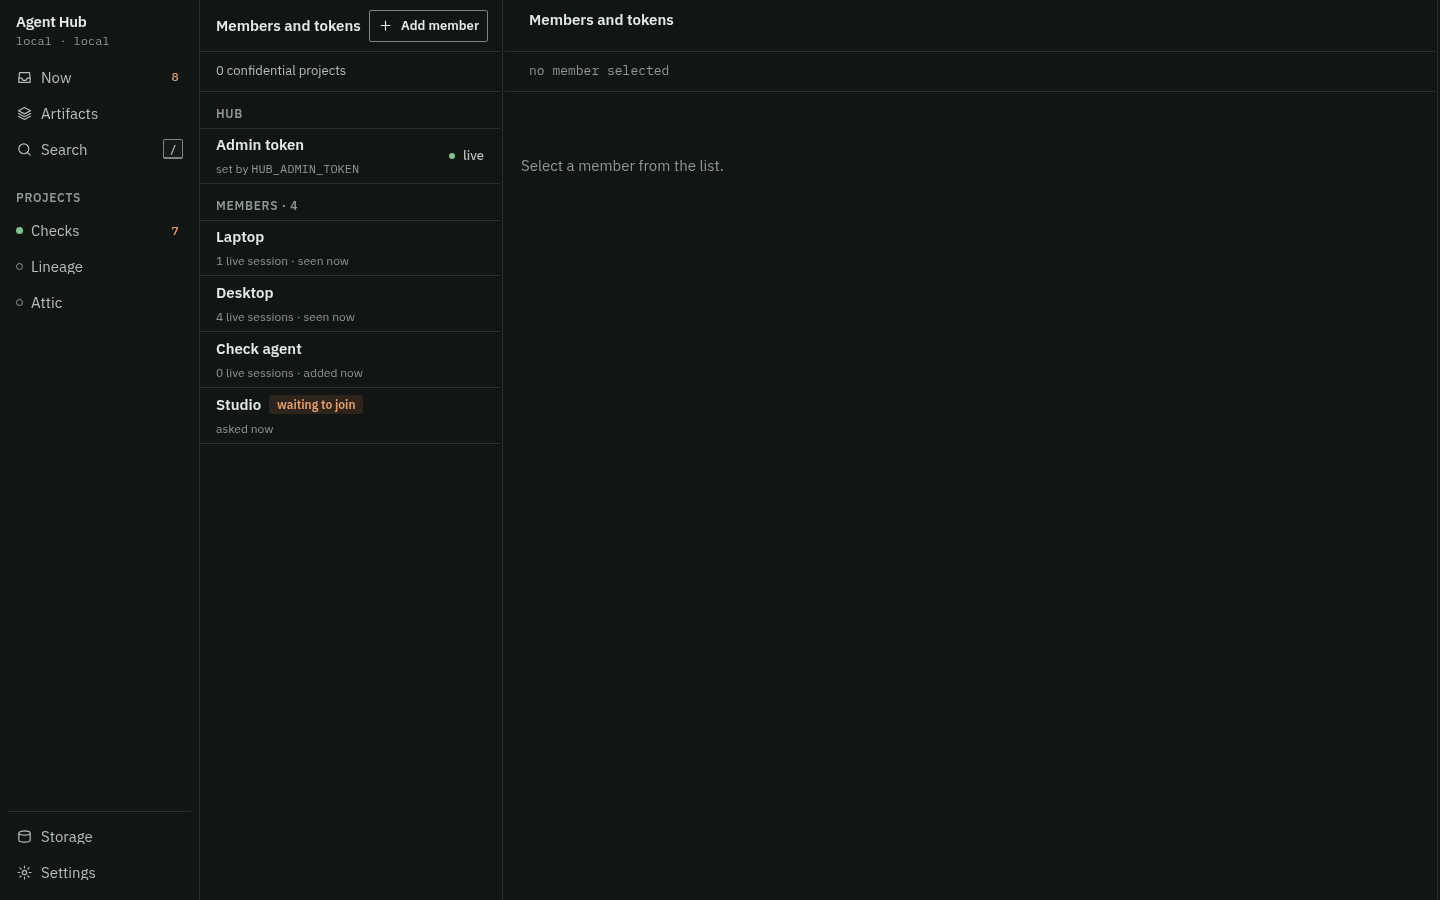 Agent Hub
local · local
Now 8
Artifacts
Search /
PROJECTS
Checks 7
Lineage
Attic
Storage
Settings
Members and tokens
+ Add member
0 confidential projects
HUB
Admin token
set by HUB_ADMIN_TOKEN
live
MEMBERS · 4
Laptop
1 live session · seen now
Desktop
4 live sessions · seen now
Check agent
0 live sessions · added now
Studio waiting to join
asked now
Members and tokens
no member selected
Select a member from the list.